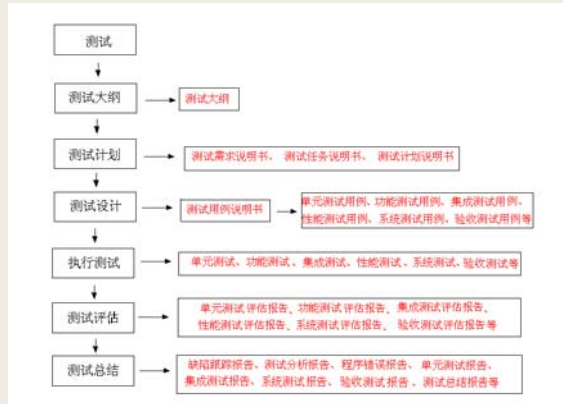 测试
测试大纲
测试大纲
测试计划
测试需求说明书、 测试任务说明书、 测试计划说明书
测试设计
测试用例说明书
单元测试用例、功能测试用例、集成测试用例、
性能测试用例、系统测试用例、验收测试用例等
执行测试
单元测试、功能测试、集成测试、性能测试、系统测试、验收测试等
测试评估
单元测试评估报告、功能测试评估报告、集成测试评估报告、
性能测试评估报告、系统测试评估报告、 验收测试评估报告等
测试总结
缺陷跟踪报告、测试分析报告、程序错误报告、 单元测试报告、
集成测试报告、系统测试报告、验收测试报告、测试总结报告等